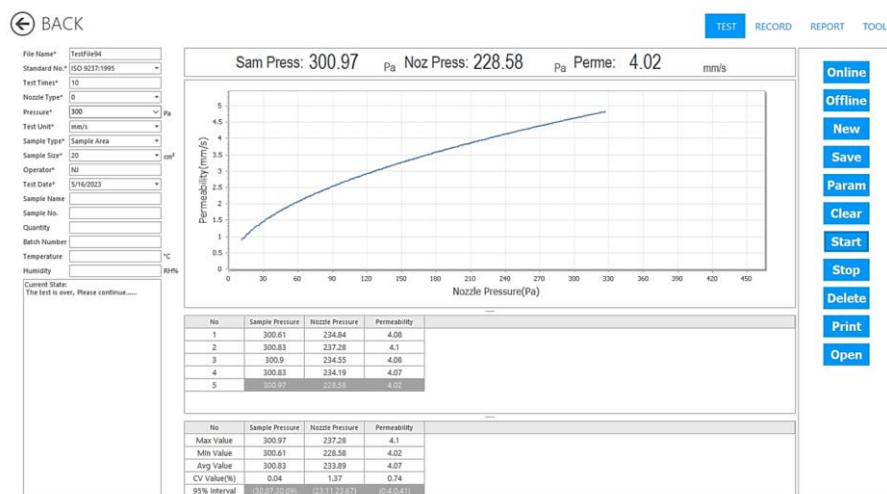 BACK
TEST RECORD REPORT TOOL
File Name* TestFile94
Standard No.* ISO 9237:1995
Test Times* 10
Nozzle Type* 0
Pressure* 300 Pa
Test Unit* mm/s
Sample Type* Sample Area
Sample Size* 20 cm²
Operator* NJ
Test Date* 5/16/2023
Sample Name
Sample No.
Quantity
Batch Number
Temperature °C
Humidity RH%
Current State:
The test is over, Please continue......
Sam Press: 300.97 Pa Noz Press: 228.58 Pa Perme: 4.02 mm/s
Permeability(mm/s)
5
4.5
4
3.5
3
2.5
2
1.5
1
0.5
0
0 30 60 90 120 150 180 210 240 270 300 330 360 390 420 450
Nozzle Pressure(Pa)
No Sample Pressure Nozzle Pressure Permeability
1 300.61 234.84 4.08
2 300.83 237.28 4.1
3 300.9 234.55 4.08
4 300.83 234.19 4.07
5 300.97 228.58 4.02
No Sample Pressure Nozzle Pressure Permeability
Max Value 300.97 237.28 4.1
Min Value 300.61 228.58 4.02
Avg Value 300.83 233.89 4.07
CV Value(%) 0.04 1.37 0.74
95% Interval
Online
Offline
New
Save
Param
Clear
Start
Stop
Delete
Print
Open